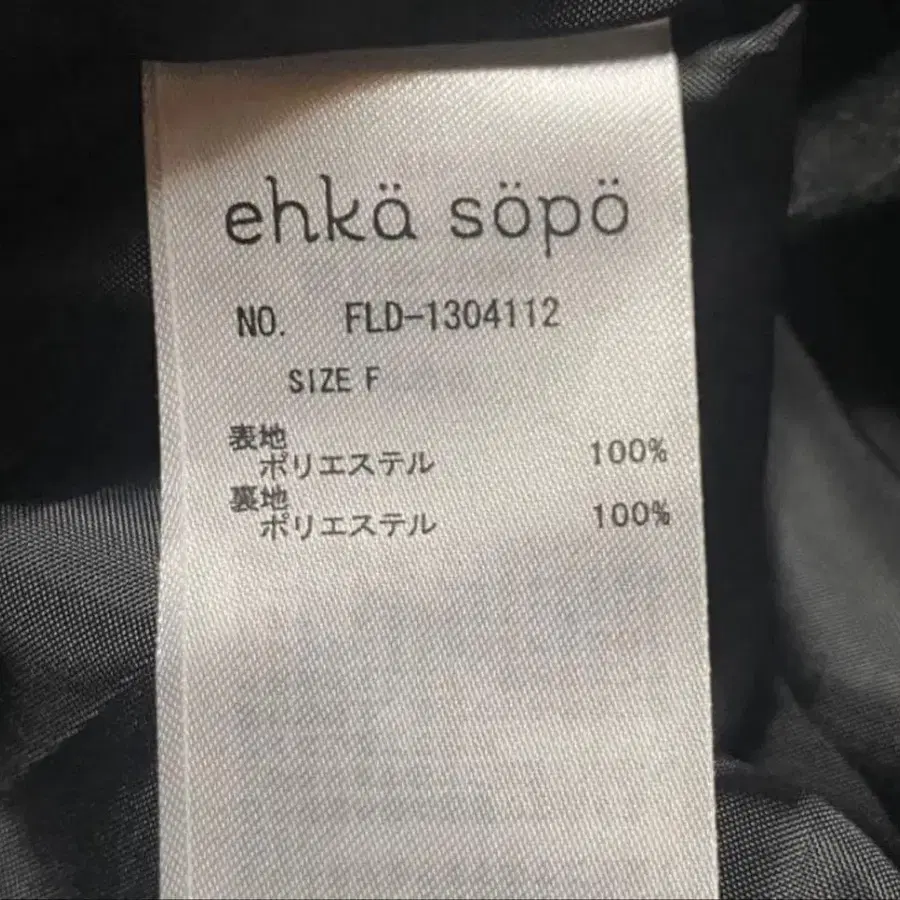 ehkä söpö
NO. FLD-1304112
SIZE F
表地
ポリエステル 100%
裏地
ポリエステル 100%